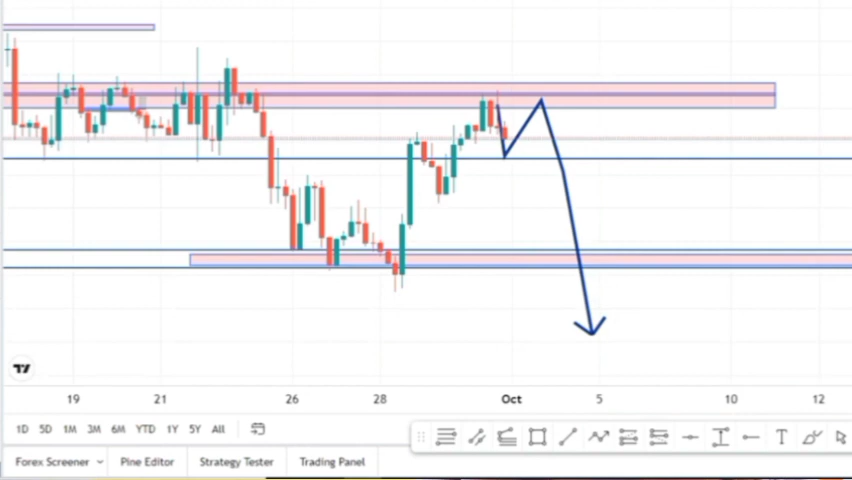 19 21 26 28 Oct 5 10 12
1D 5D 1M 3M 6M YTD 1Y 5Y All
Forex Screener Pine Editor Strategy Tester Trading Panel